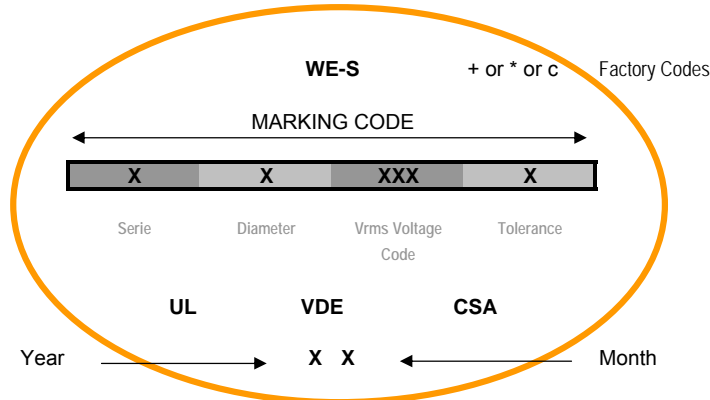 WE-S + or * or c Factory Codes
MARKING CODE
X X XXX X
Serie Diameter Vrms Voltage Tolerance
Code
UL VDE CSA
Year X X Month